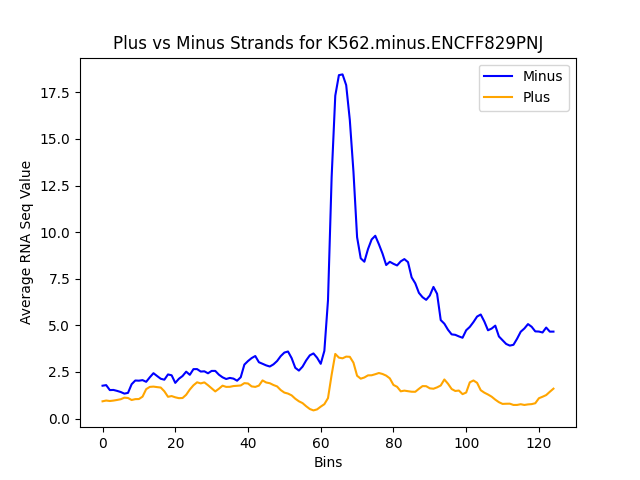 Plus vs Minus Strands for K562.minus.ENCFF829PNJ
Minus
Plus
17.5
15.0
12.5
10.0
7.5
5.0
2.5
0.0
Average RNA Seq Value
0 20 40 60 80 100 120
Bins